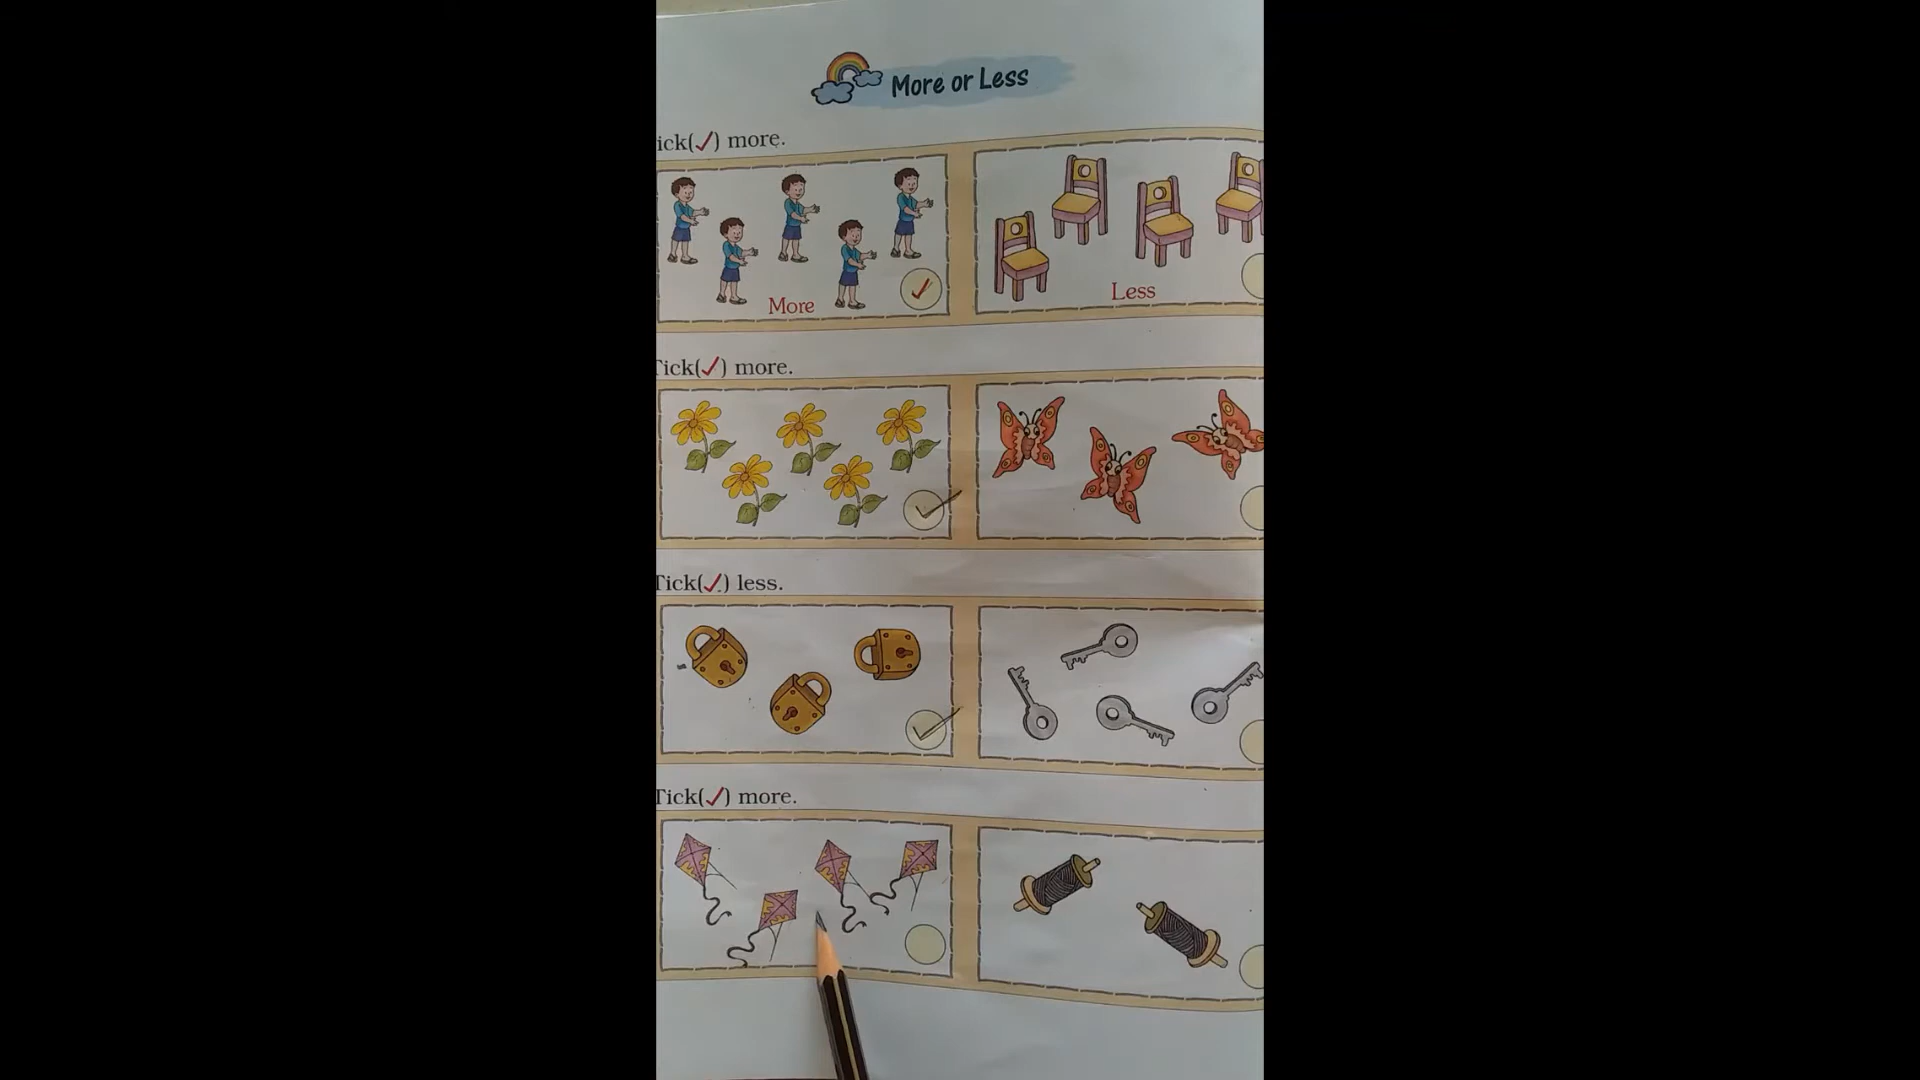 More or Less
ick(✓) more.
More
Less
Tick(✓) more.
Tick(✓) less.
Tick(✓) more.